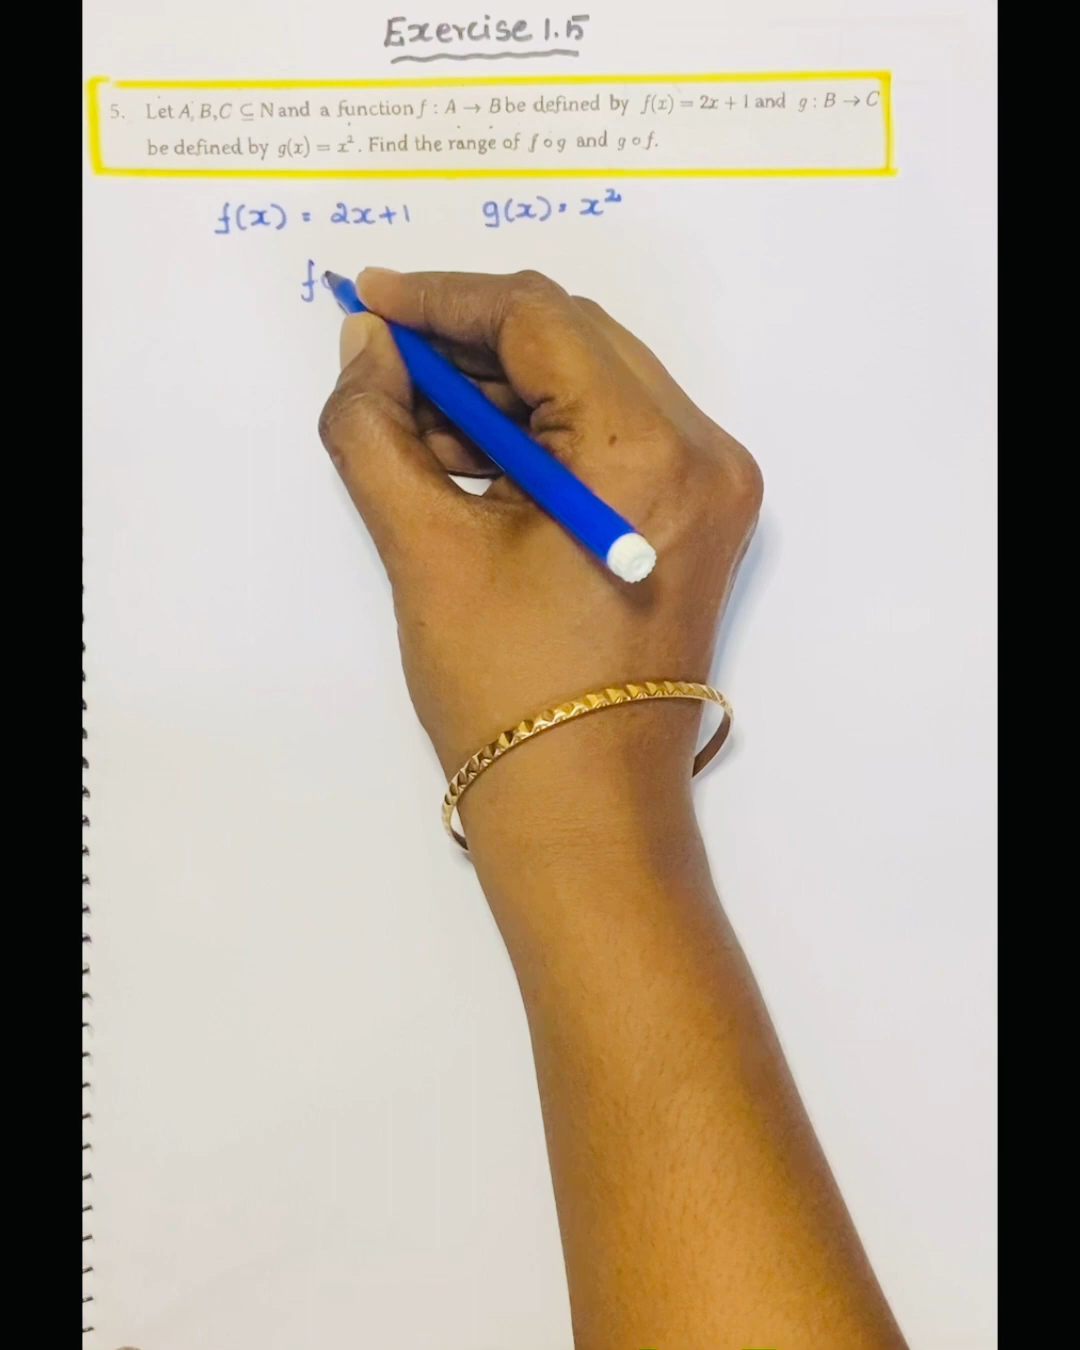 Exercise 1.5
5. Let A, B,C ⊆ N and a function f : A → B be defined by f(x) = 2x + 1 and g : B → C
be defined by g(x) = x². Find the range of f o g and g o f.
f(x) = 2x+1 g(x) = x²
f